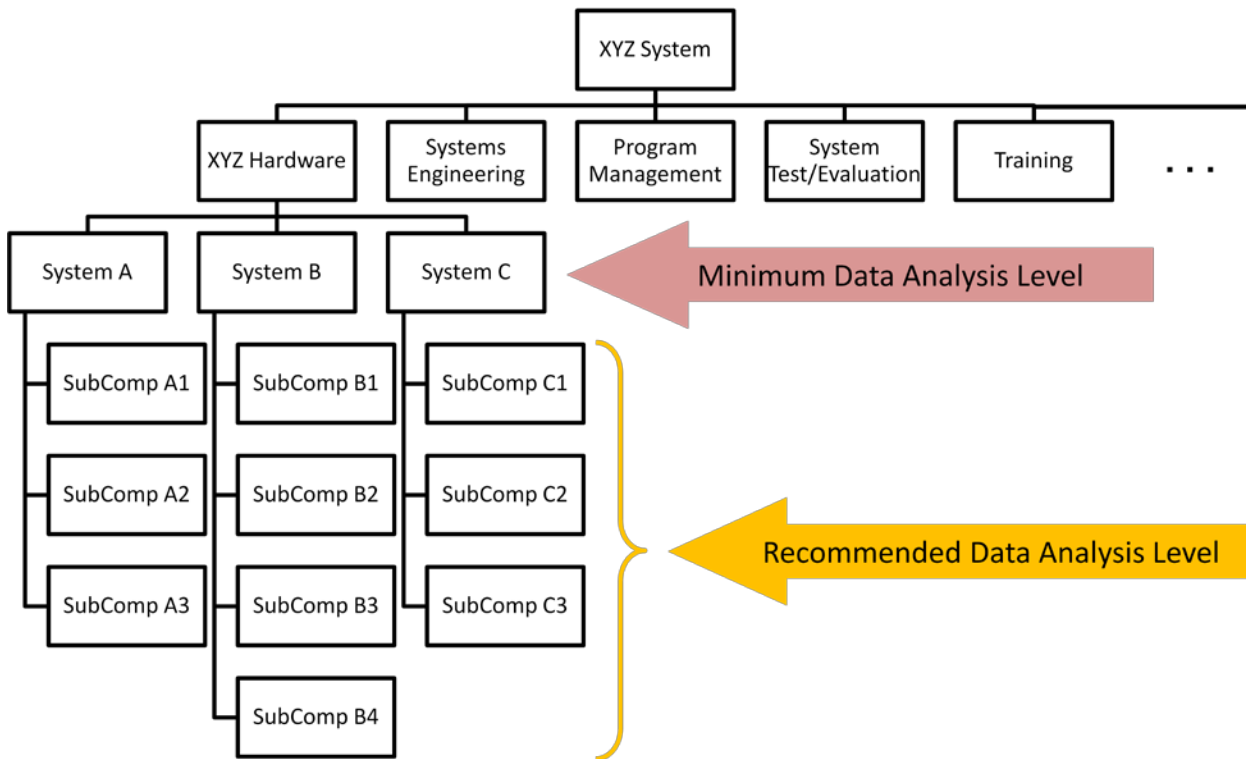 XYZ System
XYZ Hardware
Systems
Engineering
Program
Management
System
Test/Evaluation
Training
. . .
System A
System B
System C
Minimum Data Analysis Level
SubComp A1
SubComp B1
SubComp C1
SubComp A2
SubComp B2
SubComp C2
Recommended Data Analysis Level
SubComp A3
SubComp B3
SubComp C3
SubComp B4